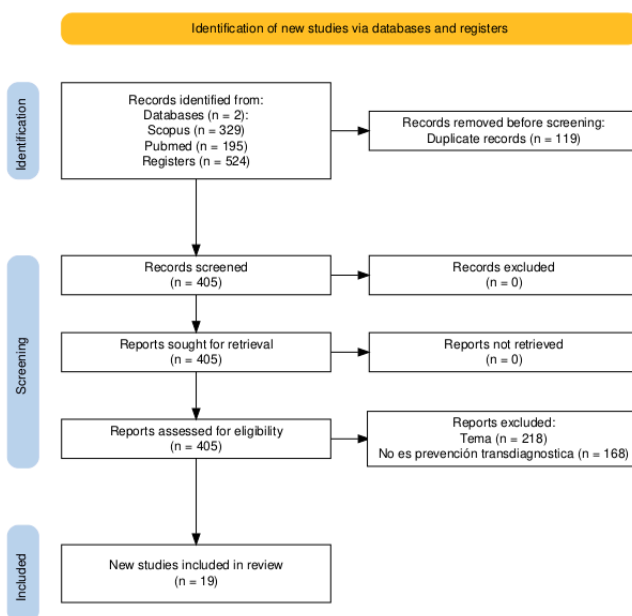 Identification of new studies via databases and registers
Identification
Records identified from:
Databases (n = 2):
Scopus = 329
Pubmed = 195
Registers = 524
Records removed before screening:
Duplicate records (n = 119)
Screening
Records screened
(n = 405)
Records excluded
(n = 0)
Reports sought for retrieval
(n = 405)
Reports not retrieved
(n = 0)
Reports assessed for eligibility
(n = 405)
Reports excluded:
Tema (n = 218)
No es prevención transdiagnostica (n = 168)
Included
New studies included in review
(n = 19)